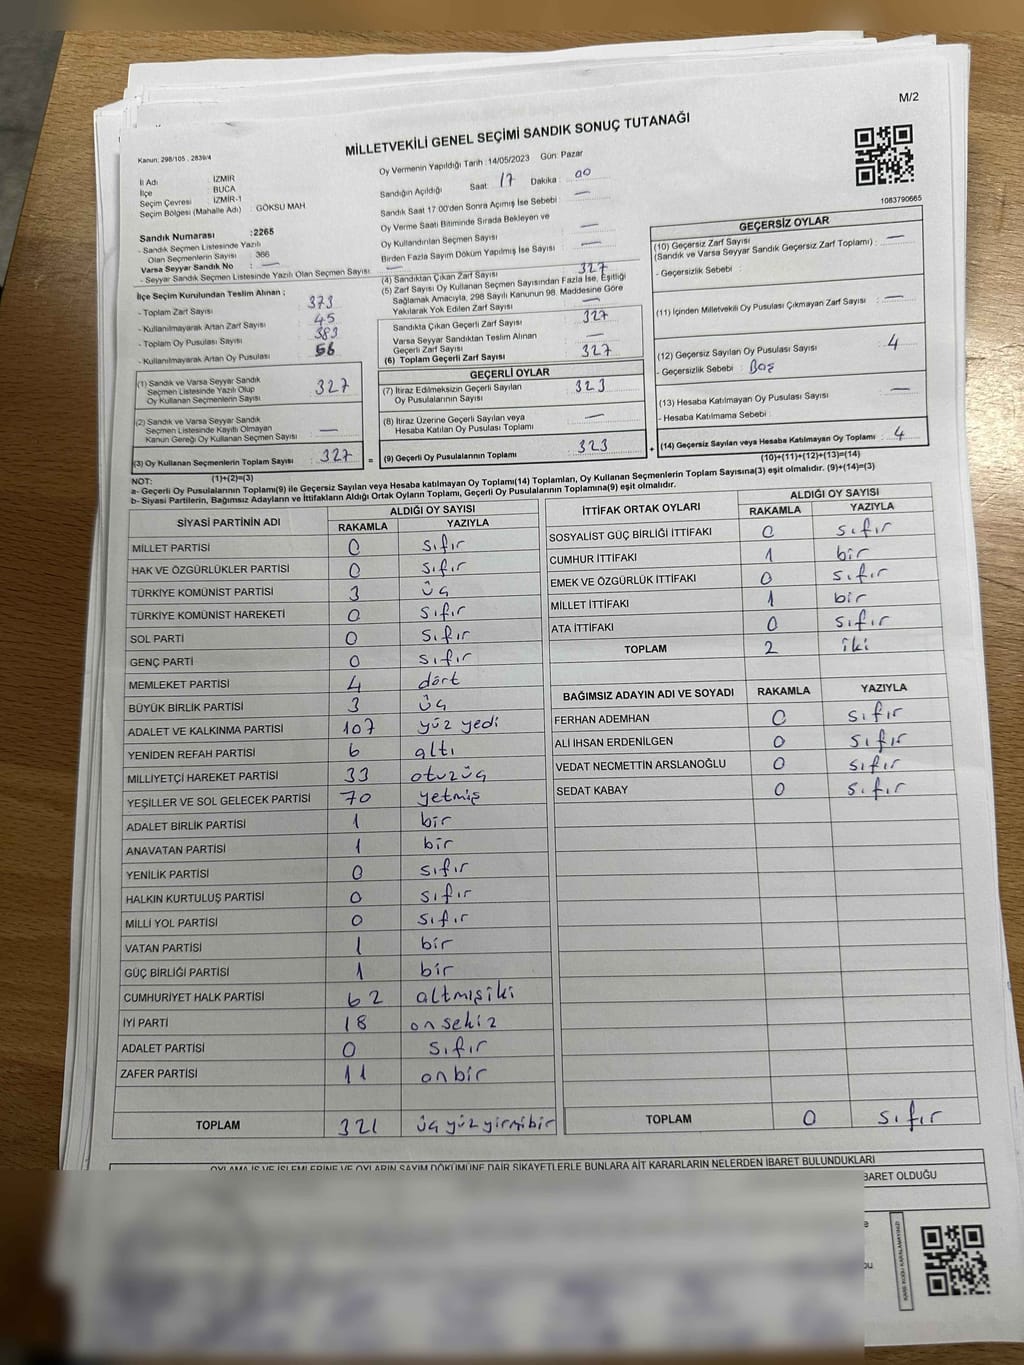 M/2
MİLLETVEKİLİ GENEL SEÇİMİ SANDIK SONUÇ TUTANAĞI
Kanun: 298/105 , 2839/4
İl Adı : İZMİR
İlçe BUCA
Seçim Çevresi İZMİR-1
Seçim Bölgesi (Mahalle Adı) : GÖKSU MAH
Sandık Numarası :2265
- Sandık Seçmen Listesinde Yazılı
Olan Seçmenlerin Sayısı : 366
Varsa Seyyar Sandık No : —
- Seyyar Sandık Seçmen Listesinde Yazılı Olan Seçmen Sayısı : —
Oy Vermenin Yapıldığı Tarih :14/05/2023 Gün: Pazar
Sandığın Açıldığı Saat : 17 Dakika : 00
Sandık Saat 17:00'den Sonra Açımış İse Sebebi : —
Oy Verme Saati Bitiminde Sırada Bekleyen ve
Oy Kullandırılan Seçmen Sayısı : —
Birden Fazla Sayım Döküm Yapılmış İse Sayısı : —
1083790665
İlçe Seçim Kurulundan Teslim Alınan ;
- Toplam Zarf Sayısı : 373
- Kullanılmayarak Artan Zarf Sayısı : 45
- Toplam Oy Pusulası Sayısı : 383
- Kullanılmayarak Artan Oy Pusulası : 56
(1) Sandık ve Varsa Seyyar Sandık
Seçmen Listesinde Yazılı Olup
Oy Kullanan Seçmenlerin Sayısı : 327
(2) Sandık ve Varsa Seyyar Sandık
Seçmen Listesinde Kayıtlı Olmayan
Kanun Gereği Oy Kullanan Seçmen Sayısı : —
(3) Oy Kullanan Seçmenlerin Toplam Sayısı : 327
(4) Sandıktan Çıkan Zarf Sayısı : 327
(5) Zarf Sayısı Oy Kullanan Seçmen Sayısından Fazla İse, Eşitliği
Sağlamak Amacıyla, 298 Sayılı Kanunun 98. Maddesine Göre
Yakılarak Yok Edilen Zarf Sayısı : —
Sandıkta Çıkan Geçerli Zarf Sayısı : 327
Varsa Seyyar Sandıktan Teslim Alınan
Geçerli Zarf Sayısı
(6) Toplam Geçerli Zarf Sayısı : 327
GEÇERLİ OYLAR
(7) İtiraz Edilmeksizin Geçerli Sayılan
Oy Pusulalarının Sayısı : 323
(8) İtiraz Üzerine Geçerli Sayılan veya
Hesaba Katılan Oy Pusulası Toplamı : —
= (9) Geçerli Oy Pusulalarının Toplamı : 323 +
GEÇERSİZ OYLAR
(10) Geçersiz Zarf Sayısı
(Sandık ve Varsa Seyyar Sandık Geçersiz Zarf Toplamı) : —
- Geçersizlik Sebebi :
(11) İçinden Milletvekili Oy Pusulası Çıkmayan Zarf Sayısı : —
(12) Geçersiz Sayılan Oy Pusulası Sayısı : 4
- Geçersizlik Sebebi : Boş
(13) Hesaba Katılmayan Oy Pusulası Sayısı : —
- Hesaba Katılmama Sebebi :
(14) Geçersiz Sayılan veya Hesaba Katılmayan Oy Toplamı : 4
NOT: (1)+(2)=(3) (10)+(11)+(12)+(13)=(14)
a- Geçerli Oy Pusulalarının Toplamı(9) ile Geçersiz Sayılan veya Hesaba katılmayan Oy Toplamı(14) Toplamları, Oy Kullanan Seçmenlerin Toplam Sayısına(3) eşit olmalıdır. (9)+(14)=(3)
b- Siyasi Partilerin, Bağımsız Adayların ve İttifakların Aldığı Ortak Oyların Toplamı, Geçerli Oy Pusulalarının Toplamına(9) eşit olmalıdır.
SİYASİ PARTİNİN ADI ALDIĞI OY SAYISI
RAKAMLA YAZIYLA
MİLLET PARTİSİ 0 sıfır
HAK VE ÖZGÜRLÜKLER PARTİSİ 0 sıfır
TÜRKİYE KOMÜNİST PARTİSİ 3 üç
TÜRKİYE KOMÜNİST HAREKETİ 0 sıfır
SOL PARTİ 0 sıfır
GENÇ PARTİ 0 sıfır
MEMLEKET PARTİSİ 4 dört
BÜYÜK BİRLİK PARTİSİ 3 üç
ADALET VE KALKINMA PARTİSİ 107 yüz yedi
YENİDEN REFAH PARTİSİ 6 altı
MİLLİYETÇİ HAREKET PARTİSİ 33 otuzüç
YEŞİLLER VE SOL GELECEK PARTİSİ 70 yetmiş
ADALET BİRLİK PARTİSİ 1 bir
ANAVATAN PARTİSİ 1 bir
YENİLİK PARTİSİ 0 sıfır
HALKIN KURTULUŞ PARTİSİ 0 sıfır
MİLLİ YOL PARTİSİ 0 sıfır
VATAN PARTİSİ 1 bir
GÜÇ BİRLİĞİ PARTİSİ 1 bir
CUMHURİYET HALK PARTİSİ 62 altmışiki
İYİ PARTİ 18 onsekiz
ADALET PARTİSİ 0 sıfır
ZAFER PARTİSİ 11 onbir
TOPLAM 321 üçyüzyirmibir
İTTİFAK ORTAK OYLARI ALDIĞI OY SAYISI
RAKAMLA YAZIYLA
SOSYALİST GÜÇ BİRLİĞİ İTTİFAKI 0 sıfır
CUMHUR İTTİFAKI 1 bir
EMEK VE ÖZGÜRLÜK İTTİFAKI 0 sıfır
MİLLET İTTİFAKI 1 bir
ATA İTTİFAKI 0 sıfır
TOPLAM 2 iki
BAĞIMSIZ ADAYIN ADI VE SOYADI RAKAMLA YAZIYLA
FERHAN ADEMHAN 0 sıfır
ALİ İHSAN ERDENİLGEN 0 sıfır
VEDAT NECMETTİN ARSLANOĞLU 0 sıfır
SEDAT KABAY 0 sıfır
TOPLAM 0 sıfır
OYLAMA İŞ VE İŞLEMLERİNE VE OYLARIN SAYIM DÖKÜMÜNE DAİR ŞİKAYETLERLE BUNLARA AİT KARARLARIN NELERDEN İBARET BULUNDUKLARI
BARET OLDUĞU
KARE KODU KARALAMAYINIZ!